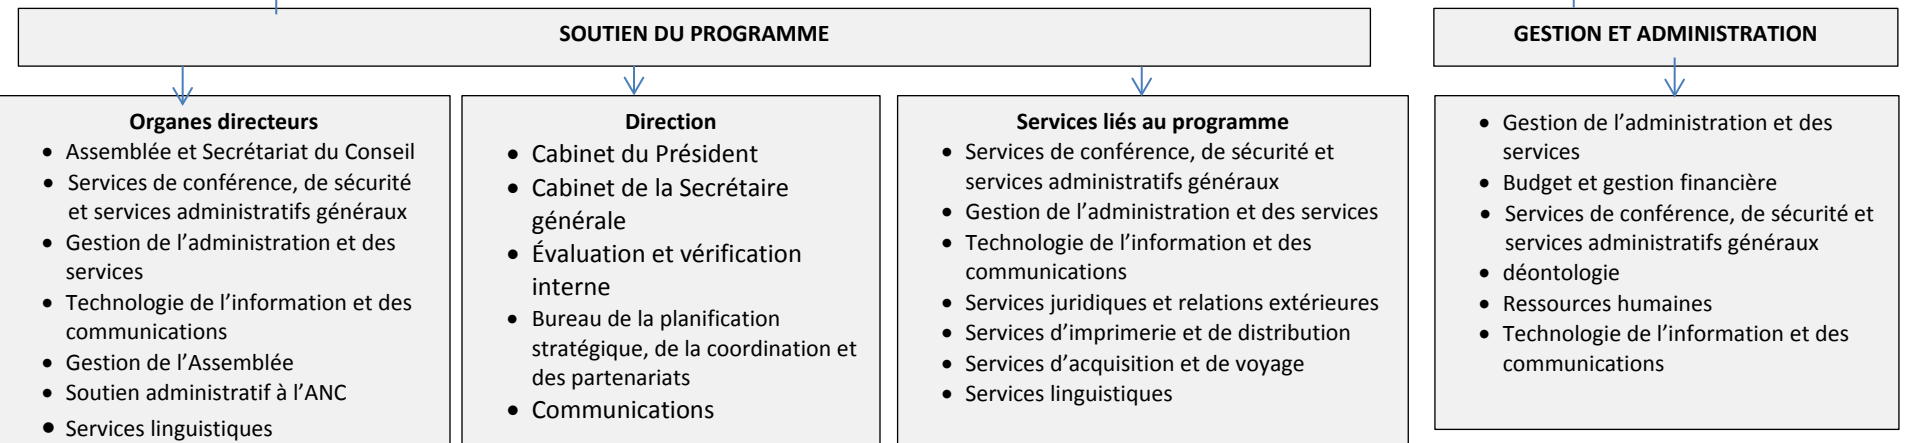 SOUTIEN DU PROGRAMME
GESTION ET ADMINISTRATION
Organes directeurs
• Assemblée et Secrétariat du Conseil
• Services de conférence, de sécurité
et services administratifs généraux
• Gestion de l’administration et des
services
• Technologie de l’information et des
communications
• Gestion de l’Assemblée
• Soutien administratif à l’ANC
• Services linguistiques
Direction
• Cabinet du Président
• Cabinet de la Secrétaire
générale
• Évaluation et vérification
interne
• Bureau de la planification
stratégique, de la coordination et
des partenariats
• Communications
Services liés au programme
• Services de conférence, de sécurité et
services administratifs généraux
• Gestion de l’administration et des services
• Technologie de l’information et des
communications
• Services juridiques et relations extérieures
• Services d’imprimerie et de distribution
• Services d’acquisition et de voyage
• Services linguistiques
• Gestion de l’administration et des
services
• Budget et gestion financière
• Services de conférence, de sécurité et
services administratifs généraux
• déontologie
• Ressources humaines
• Technologie de l’information et des
communications